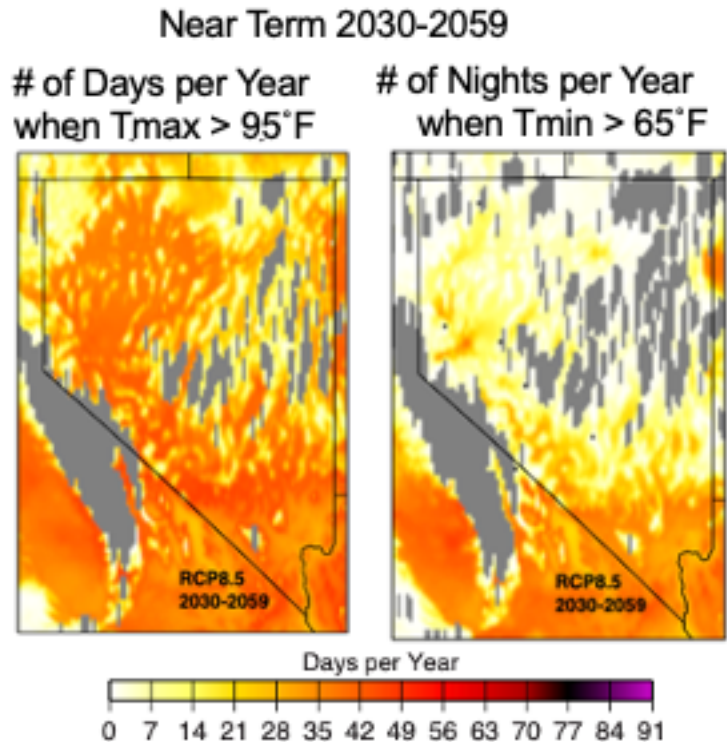 Near Term 2030-2059
# of Days per Year
when Tmax > 95°F
# of Nights per Year
when Tmin > 65°F
RCP8.5
2030-2059
RCP8.5
2030-2059
Days per Year
0 7 14 21 28 35 42 49 56 63 70 77 84 91